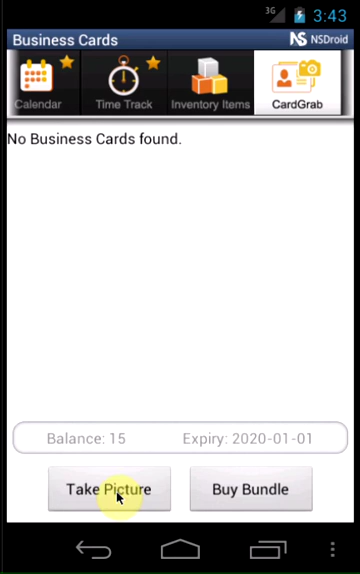 3G 3:43
Business Cards NS NSDroid
Calendar Time Track Inventory Items CardGrab
No Business Cards found.
Balance: 15 Expiry: 2020-01-01
Take Picture Buy Bundle